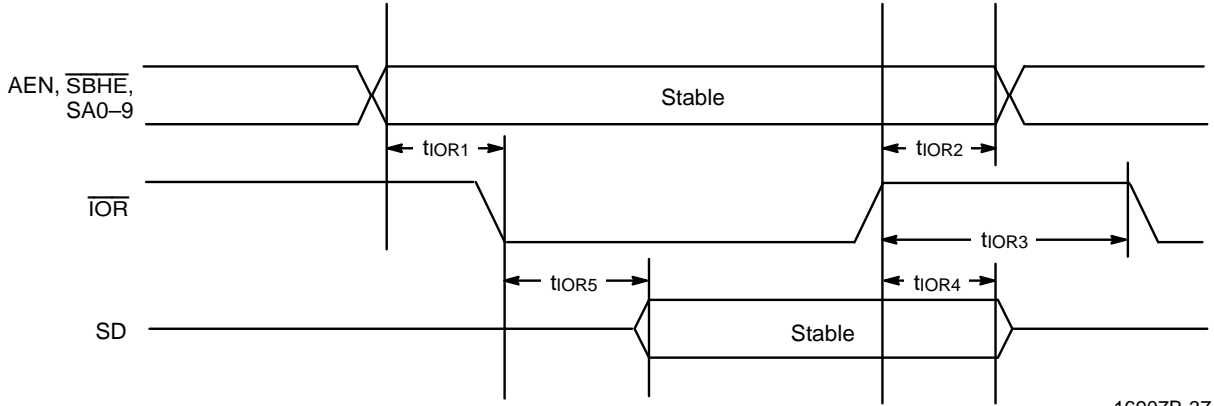 AEN, SBHE,
SA0–9
Stable
tIOR1
tIOR2
IOR
tIOR3
tIOR5
tIOR4
SD
Stable